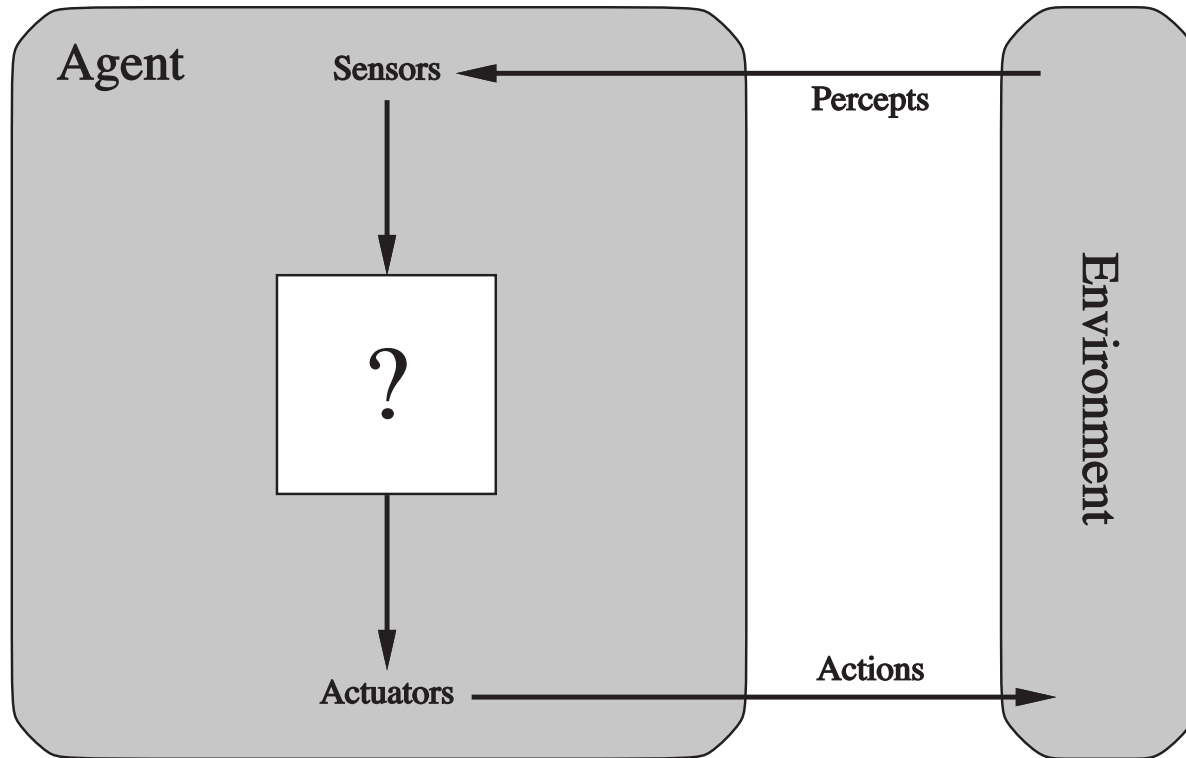 Agent
Sensors
Percepts
?
Environment
Actions
Actuators